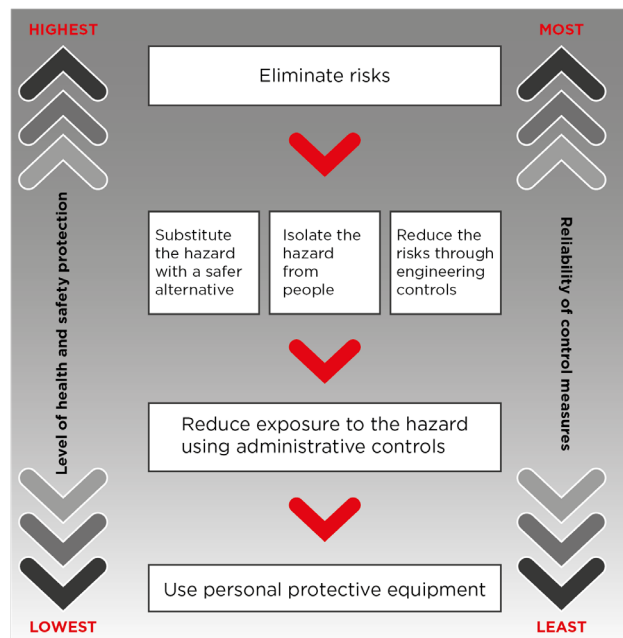 HIGHEST
MOST
Eliminate risks
Substitute
the hazard
with a safer
alternative
Isolate the
hazard
from
people
Reduce the
risks through
engineering
controls
Level of health and safety protection
Reliability of control measures
Reduce exposure to the hazard
using administrative controls
Use personal protective equipment
LOWEST
LEAST